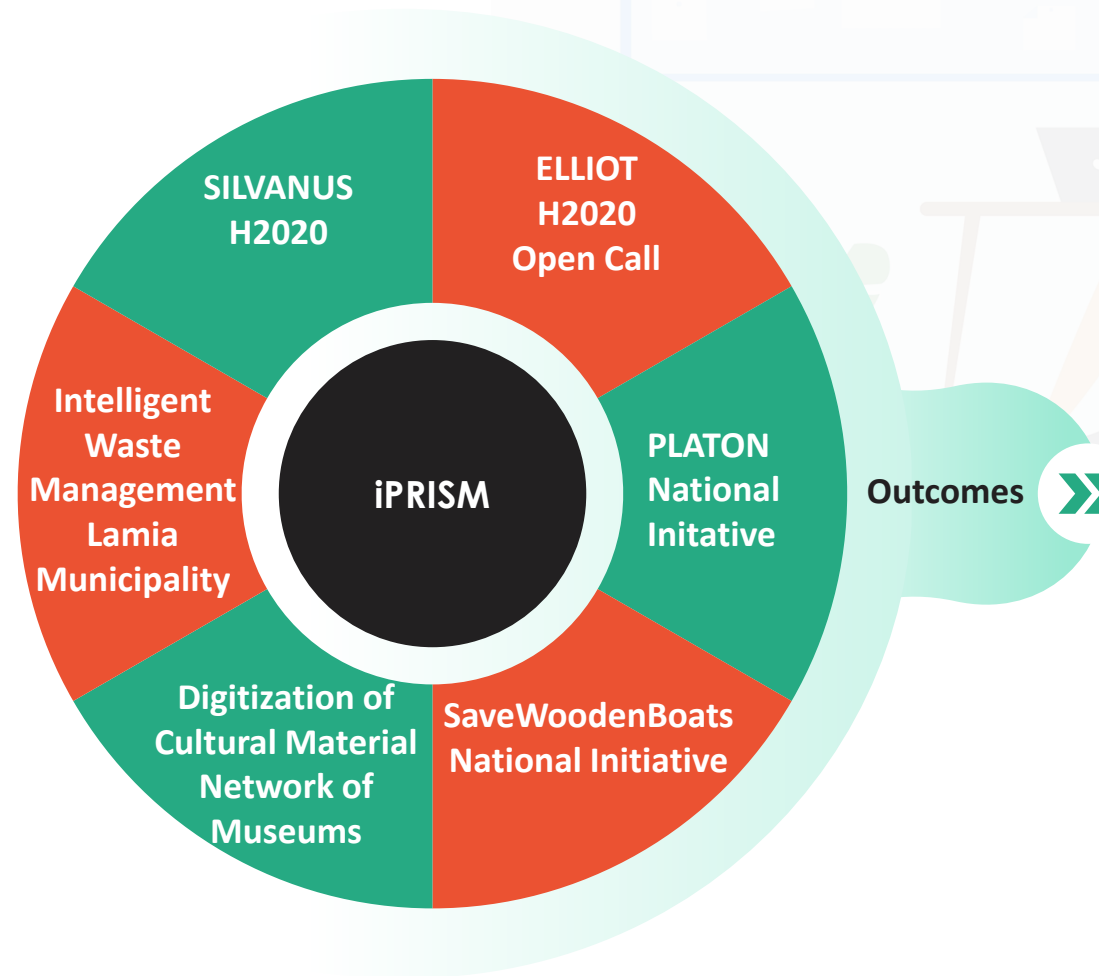 SILVANUS
H2020
ELLIOT
H2020
Open Call
Intelligent
Waste
Management
Lamia
Municipality
iPRISM
PLATON
National
Initative
Outcomes
Digitization of
Cultural Material
Network of
Museums
SaveWoodenBoats
National Initiative